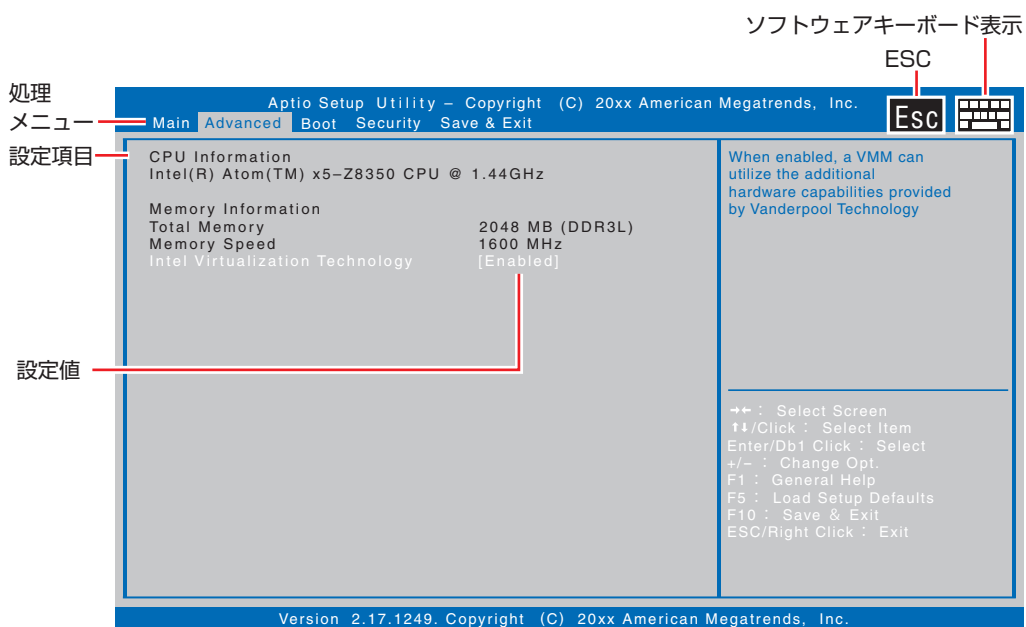 ソフトウェアキーボード表示
ESC
処理
メニュー
設定項目
設定値
Aptio Setup Utility – Copyright (C) 20xx American Megatrends, Inc.
Main Advanced Boot Security Save & Exit
Esc
CPU Information
Intel(R) Atom(TM) x5–Z8350 CPU @ 1.44GHz
Memory Information
Total Memory 2048 MB (DDR3L)
Memory Speed 1600 MHz
Intel Virtualization Technology [Enabled]
When enabled, a VMM can
utilize the additional
hardware capabilities provided
by Vanderpool Technology
→←： Select Screen
↑↓/Click： Select Item
Enter/Db1 Click： Select
+/–： Change Opt.
F1： General Help
F5： Load Setup Defaults
F10： Save & Exit
ESC/Right Click： Exit
Version 2.17.1249. Copyright (C) 20xx American Megatrends, Inc.